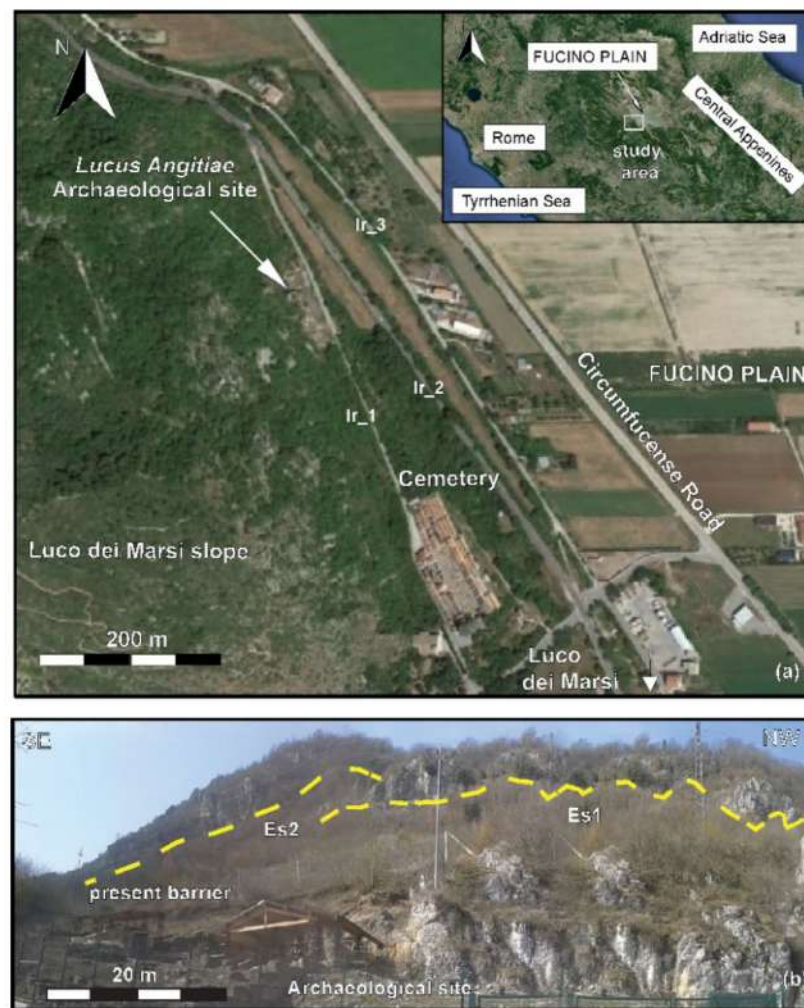 N
Lucus Angitiae
Archaeological site
Ir_3
Ir_2
Ir_1
Cemetery
Luco dei Marsi slope
200 m
Luco
dei Marsi
Circumfucense Road
FUCINO PLAIN
(a)
FUCINO PLAIN
Adriatic Sea
Central Appenines
Rome
study
area
Tyrrhenian Sea
SE
NW
Es2
Es1
present barrier
20 m
Archaeological site
(b)